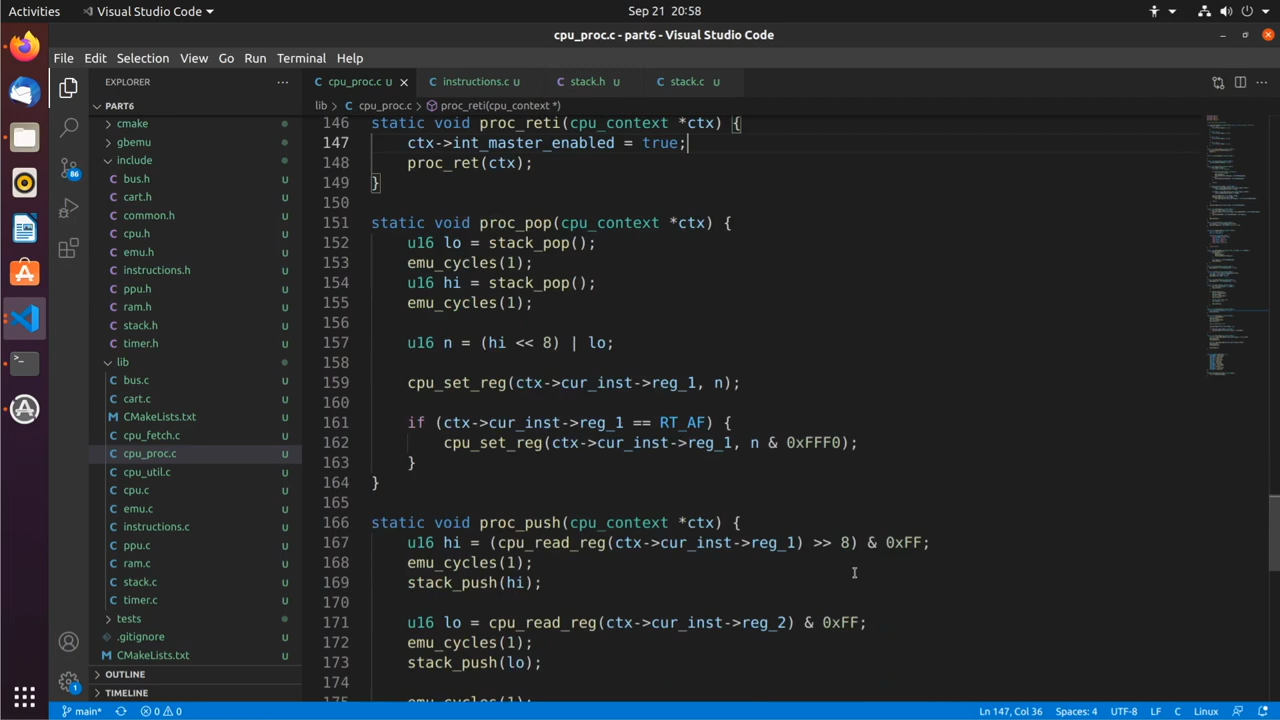 Activities
Visual Studio Code
Sep 21 20:58
cpu_proc.c - part6 - Visual Studio Code
File Edit Selection View Go Run Terminal Help
EXPLORER
cpu_proc.c U
instructions.c U
stack.h U
stack.c U
PART6
lib > cpu_proc.c > proc_reti(cpu_context *)
cmake
gbemu
include
bus.h U
cart.h U
common.h U
cpu.h U
emu.h U
instructions.h U
ppu.h U
ram.h U
stack.h U
timer.h U
lib
bus.c U
cart.c U
CMakeLists.txt U
cpu_fetch.c U
cpu_proc.c U
cpu_util.c U
cpu.c U
emu.c U
instructions.c U
ppu.c U
ram.c U
stack.c U
timer.c U
tests
.gitignore U
CMakeLists.txt U
OUTLINE
TIMELINE
86
1
146 static void proc_reti(cpu_context *ctx) {
147 ctx->int_master_enabled = true;
148 proc_ret(ctx);
149 }
150
151 static void proc_pop(cpu_context *ctx) {
152 u16 lo = stack_pop();
153 emu_cycles(1);
154 u16 hi = stack_pop();
155 emu_cycles(1);
156
157 u16 n = (hi << 8) | lo;
158
159 cpu_set_reg(ctx->cur_inst->reg_1, n);
160
161 if (ctx->cur_inst->reg_1 == RT_AF) {
162 cpu_set_reg(ctx->cur_inst->reg_1, n & 0xFFF0);
163 }
164 }
165
166 static void proc_push(cpu_context *ctx) {
167 u16 hi = (cpu_read_reg(ctx->cur_inst->reg_1) >> 8) & 0xFF;
168 emu_cycles(1);
169 stack_push(hi);
170
171 u16 lo = cpu_read_reg(ctx->cur_inst->reg_2) & 0xFF;
172 emu_cycles(1);
173 stack_push(lo);
174
175 emu_cycles(1);
main* 0 0 Ln 147, Col 36 Spaces: 4 UTF-8 LF C Linux